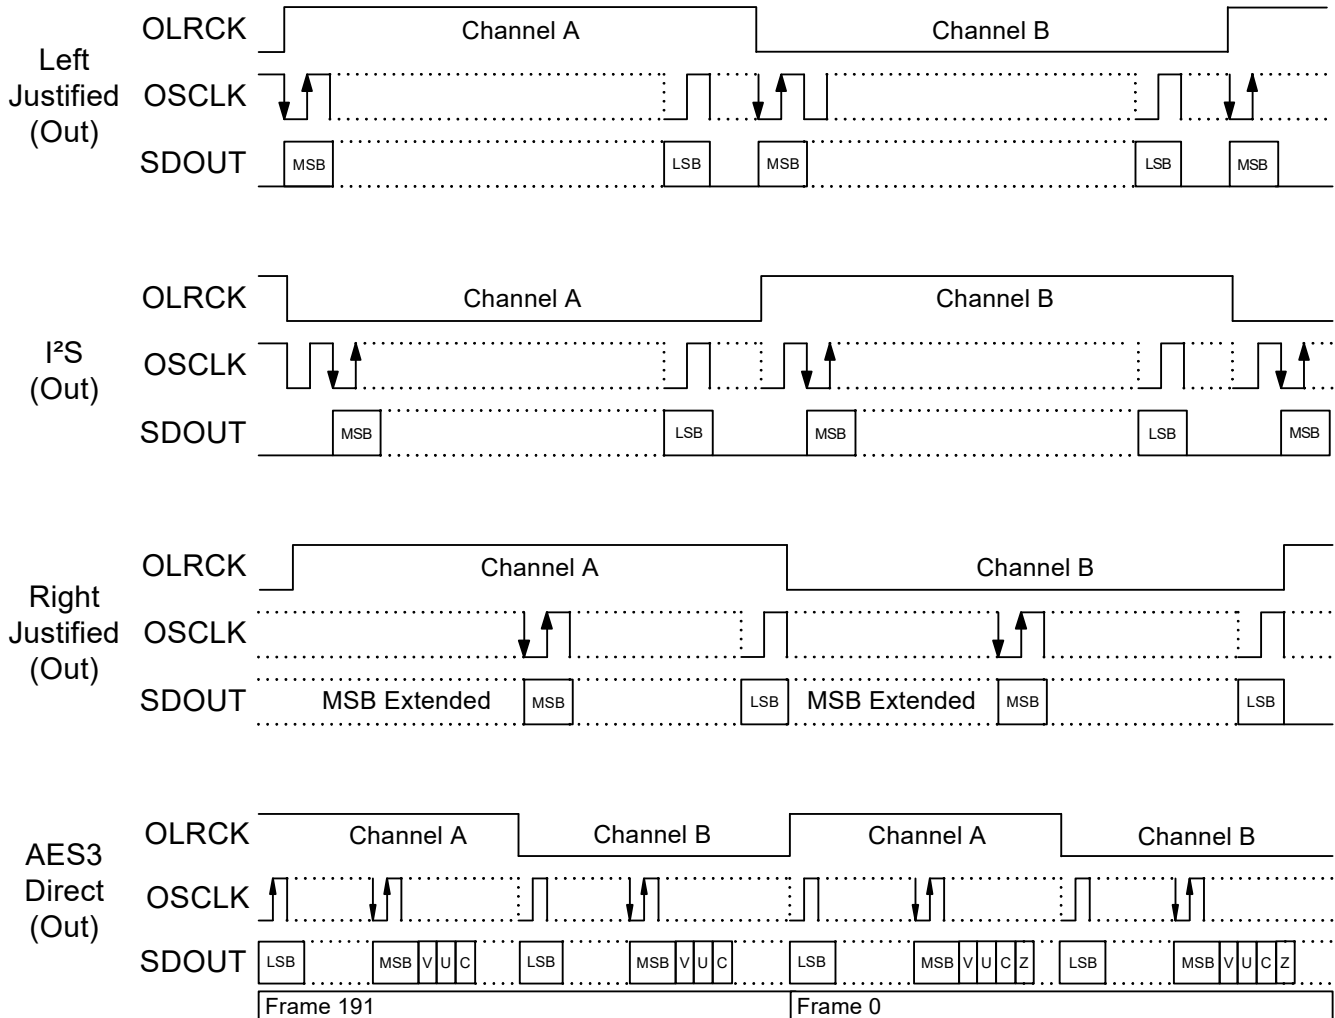 Left
Justified
(Out)
OLRCK
Channel A
Channel B
OSCLK
SDOUT
MSB
LSB
MSB
LSB
MSB
I²S
(Out)
OLRCK
Channel A
Channel B
OSCLK
SDOUT
MSB
LSB
MSB
LSB
MSB
Right
Justified
(Out)
OLRCK
Channel A
Channel B
OSCLK
SDOUT
MSB Extended
MSB
LSB
MSB Extended
MSB
LSB
AES3
Direct
(Out)
OLRCK
Channel A
Channel B
Channel A
Channel B
OSCLK
SDOUT
LSB
MSB V U C
LSB
MSB V U C
LSB
MSB V U C Z
LSB
MSB V U C Z
Frame 191
Frame 0